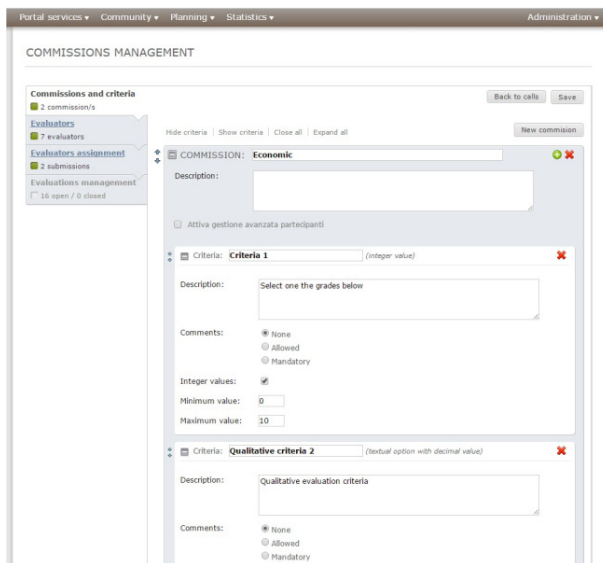 Portal services Community Planning Statistics Administration
COMMISSIONS MANAGEMENT
Commissions and criteria
2 commission/s
Evaluators
7 evaluators
Evaluators assignment
2 submissions
Evaluations management
16 open / 0 closed
Back to calls Save
Hide criteria | Show criteria | Close all | Expand all New commision
COMMISSION: Economic
Description:
Attiva gestione avanzata partecipanti
Criteria: Criteria 1 (integer value)
Description: Select one the grades below
Comments: None
Allowed
Mandatory
Integer values:
Minimum value: 0
Maximum value: 10
Criteria: Qualitative criteria 2 (textual option with decimal value)
Description: Qualitative evaluation criteria
Comments: None
Allowed
Mandatory